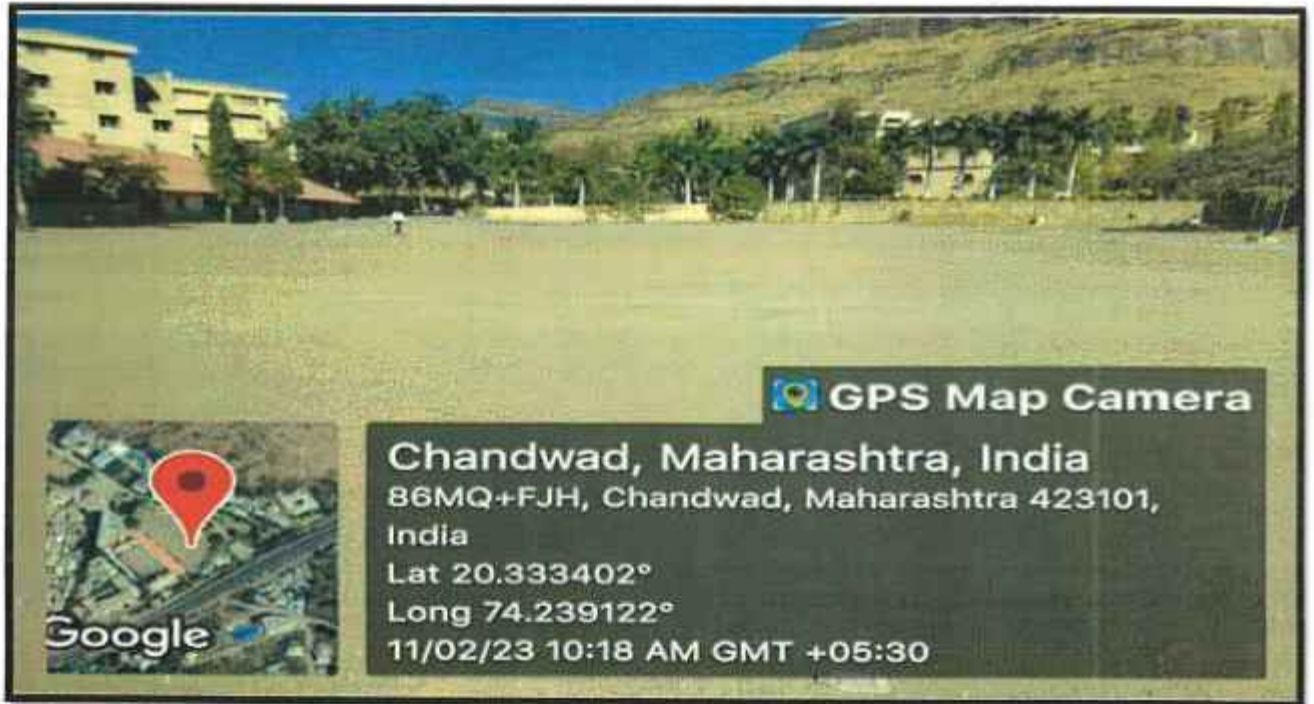 GPS Map Camera
Chandwad, Maharashtra, India
86MQ+FJH, Chandwad, Maharashtra 423101,
India
Lat 20.333402°
Long 74.239122°
11/02/23 10:18 AM GMT +05:30
Google